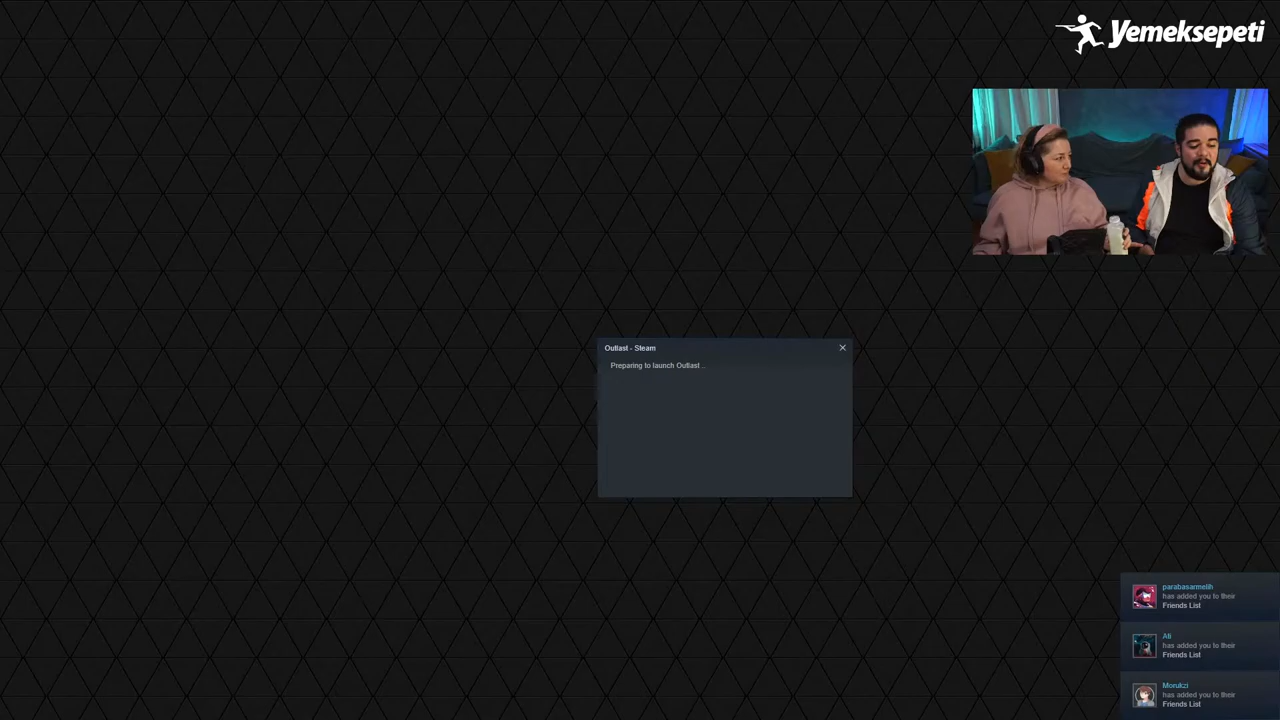 Yemeksepeti
Outlast - Steam
Preparing to launch Outlast ..
parabasarmelih
has added you to their
Friends List
Ati
has added you to their
Friends List
Morukzi
has added you to their
Friends List